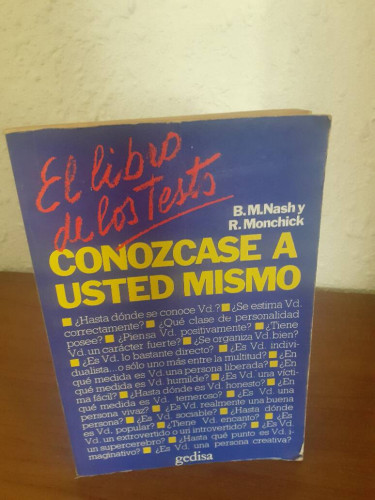 El libro
de los Tests
B.M.Nash y
R. Monchick
CONOZCASE A
USTED MISMO
■ ¿Hasta dónde se conoce Vd.? ■ ¿Se estima Vd.
correctamente? ■ ¿Qué clase de personalidad
posee? ■ ¿Piensa Vd. positivamente? ■ ¿Tiene
Vd. un carácter fuerte? ■ ¿Se organiza Vd. bien?
■ ¿Es Vd. lo bastante directo? ■ ¿Es Vd. indivi-
dualista...o sólo uno más entre la multitud? ■ ¿En
qué medida es Vd. una persona liberada? ■ ¿En
qué medida es Vd. humilde? ■ ¿Es Vd. una vícti-
ma fácil? ■ ¿Hasta dónde es Vd. honesto? ■ ¿En
qué medida es Vd. temeroso? ■ ¿Es Vd. una
persona vivaz? ■ ¿Es Vd. realmente una buena
persona? ■ ¿Es Vd. sociable? ■ ¿Hasta dónde
es Vd. popular? ■ ¿Tiene Vd. encanto? ■ ¿Es
Vd. un extrovertido o un introvertido? ■ ¿Es Vd.
un supercerebro? ■ ¿Hasta qué punto es Vd. i-
maginativo? ■ ¿Es Vd. una persona creativa?
gedisa